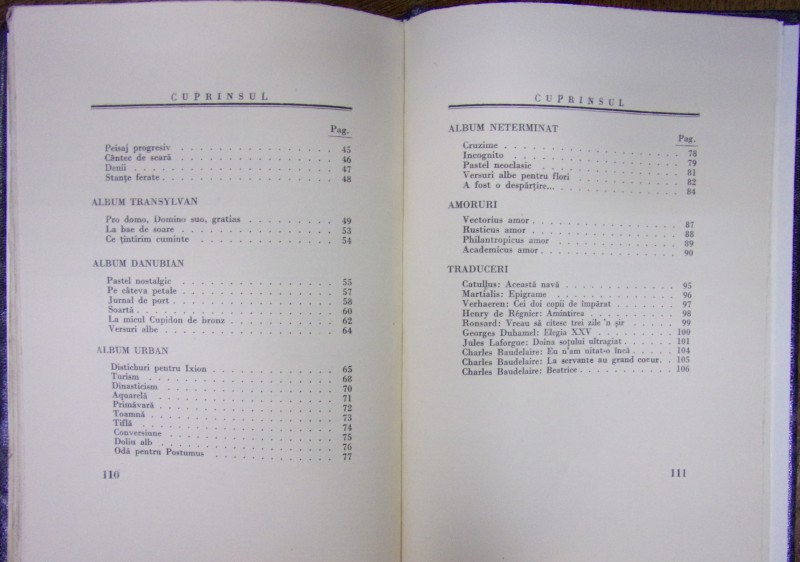 CUPRINSUL
Pag.
Peisaj progresiv . . . . . . . . . . . . . 45
Cântec de seară . . . . . . . . . . . . . 46
Denii . . . . . . . . . . . . . . . . . 47
Stanțe ferate . . . . . . . . . . . . . . 48
ALBUM TRANSYLVAN
Pro domo, Domino suo, gratias . . . . . . . . 49
La bae de soare . . . . . . . . . . . . . 53
Ce țintirim cuminte . . . . . . . . . . . . 54
ALBUM DANUBIAN
Pastel nostalgic . . . . . . . . . . . . . 55
Pe câteva petale . . . . . . . . . . . . . 57
Jurnal de port . . . . . . . . . . . . . . 58
Soartă . . . . . . . . . . . . . . . . . 60
La micul Cupidon de bronz . . . . . . . . . 62
Versuri albe . . . . . . . . . . . . . . . 64
ALBUM URBAN
Distichuri pentru Ixion . . . . . . . . . . 65
Turism . . . . . . . . . . . . . . . . . 68
Dinasticism . . . . . . . . . . . . . . . 70
Aquarelă . . . . . . . . . . . . . . . . 71
Primăvară . . . . . . . . . . . . . . . . 72
Toamnă . . . . . . . . . . . . . . . . . 73
Tiflă . . . . . . . . . . . . . . . . . . 74
Conversiune . . . . . . . . . . . . . . . 75
Doliu alb . . . . . . . . . . . . . . . . 76
Odă pentru Postumus . . . . . . . . . . . 77
110
CUPRINSUL
ALBUM NETERMINAT
Pag.
Cruzime . . . . . . . . . . . . . . . . . 78
Incognito . . . . . . . . . . . . . . . . 79
Pastel neoclasic . . . . . . . . . . . . . 81
Versuri albe pentru flori . . . . . . . . . 82
A fost o despărțire... . . . . . . . . . . . 84
AMORURI
Vectorius amor . . . . . . . . . . . . . . 87
Rusticus amor . . . . . . . . . . . . . . 88
Philantropicus amor . . . . . . . . . . . . 89
Academicus amor . . . . . . . . . . . . . 90
TRADUCERI
Catullus: Această navă . . . . . . . . . . 95
Martialis: Epigrame . . . . . . . . . . . . 96
Verhaeren: Cei doi copii de împărat . . . . . 97
Henry de Régnier: Amintirea . . . . . . . . 98
Ronsard: Vreau să citesc trei zile 'n șir . . . . 99
Georges Duhamel: Elegia XXV . . . . . . . . 100
Jules Laforgue: Doina soțului ultragiat . . . . 101
Charles Baudelaire: Eu n'am uitat-o încă . . . . 104
Charles Baudelaire: La servante au grand coeur. . 105
Charles Baudelaire: Beatrice . . . . . . . . 106
111